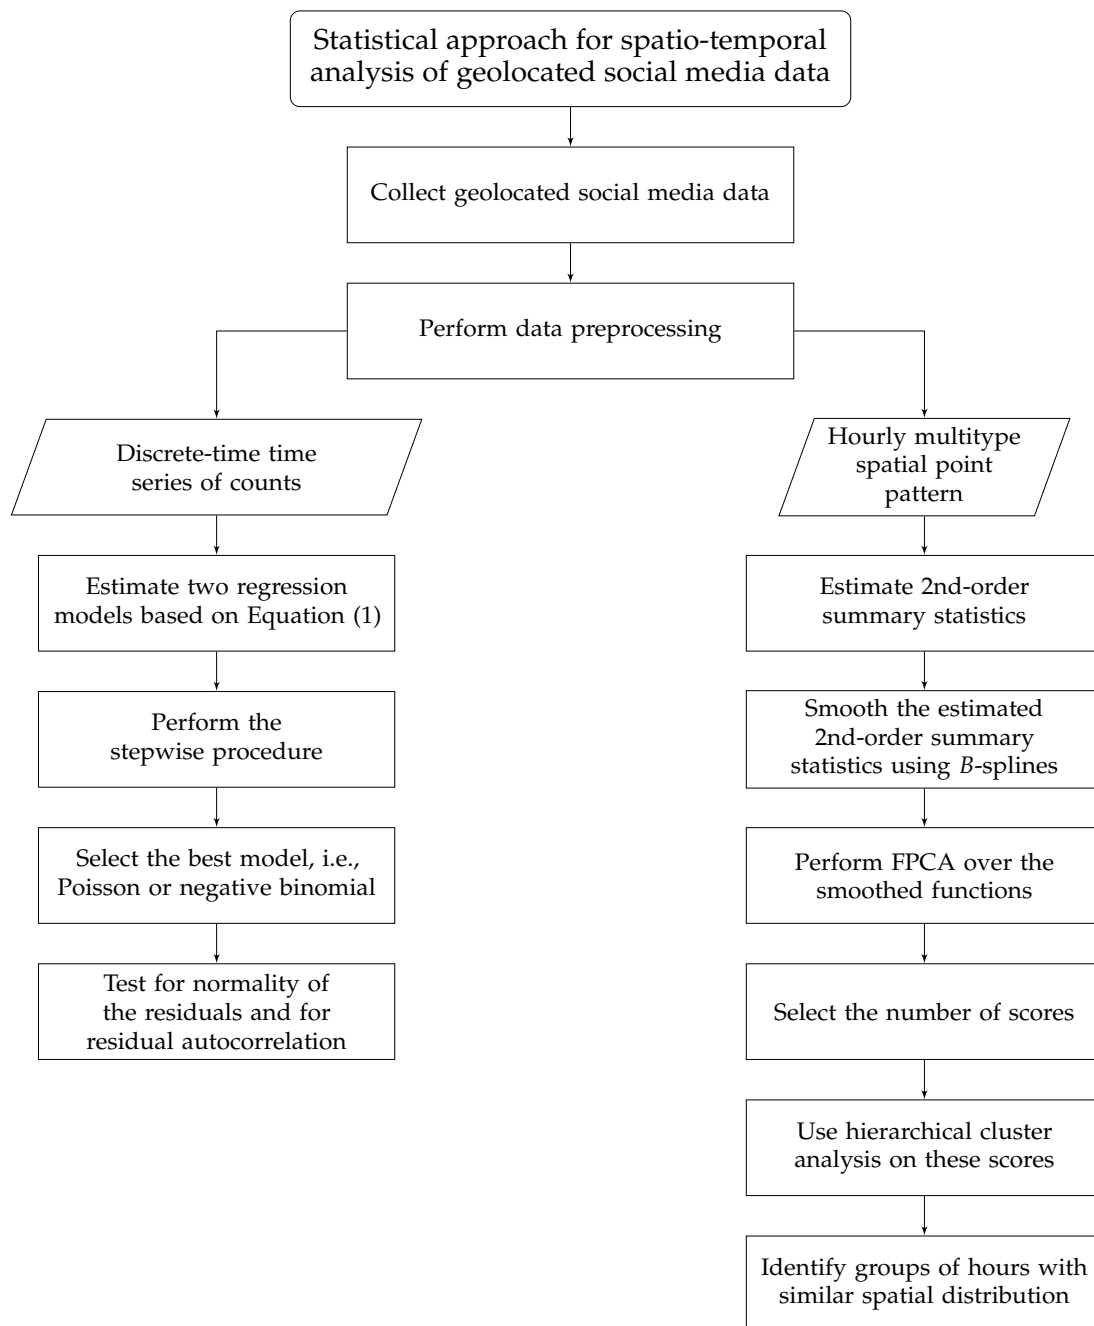 Statistical approach for spatio-temporal
analysis of geolocated social media data
Collect geolocated social media data
Perform data preprocessing
Discrete-time time
series of counts
Estimate two regression
models based on Equation (1)
Perform the
stepwise procedure
Select the best model, i.e.,
Poisson or negative binomial
Test for normality of
the residuals and for
residual autocorrelation
Hourly multitype
spatial point
pattern
Estimate 2nd-order
summary statistics
Smooth the estimated
2nd-order summary
statistics using B-splines
Perform FPCA over the
smoothed functions
Select the number of scores
Use hierarchical cluster
analysis on these scores
Identify groups of hours with
similar spatial distribution